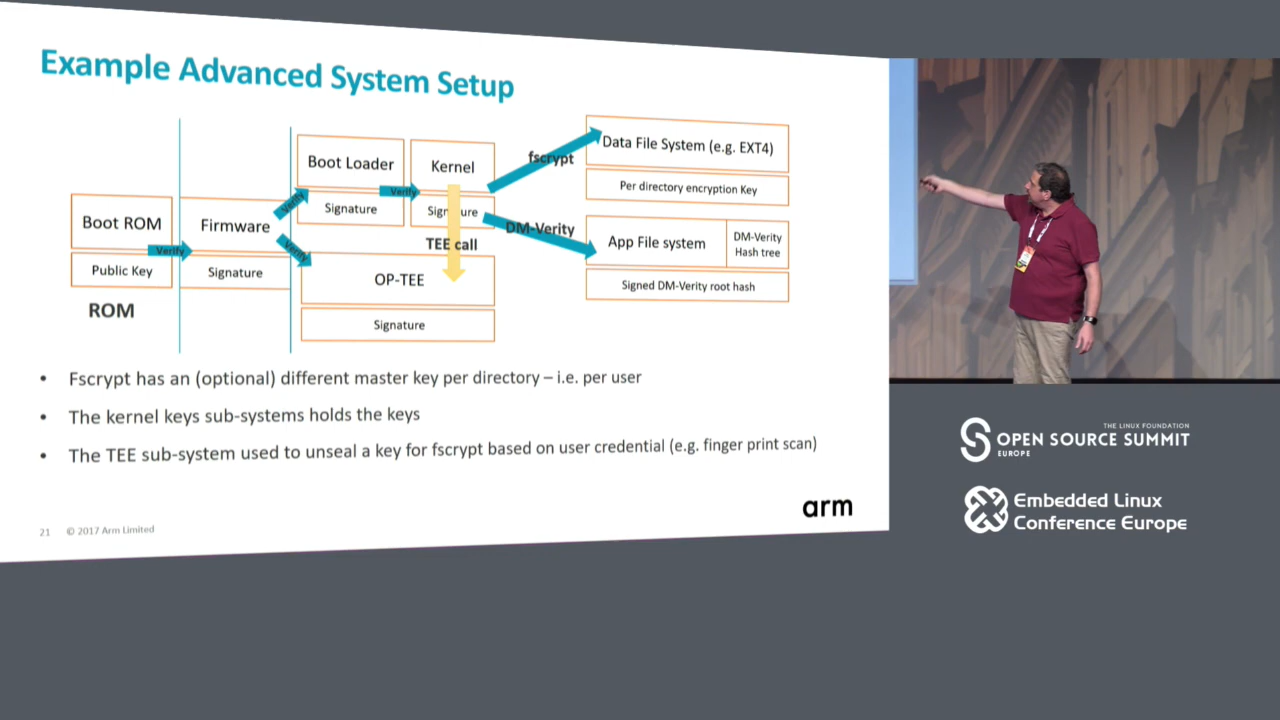 Example Advanced System Setup
Boot ROM
Public Key
ROM
Verify
Firmware
Signature
Verify
Verify
Boot Loader
Signature
Verify
Kernel
Signature
TEE call
OP-TEE
Signature
fscrypt
DM-Verity
Data File System (e.g. EXT4)
Per directory encryption Key
App File system
DM-Verity
Hash tree
Signed DM-Verity root hash
• Fscrypt has an (optional) different master key per directory – i.e. per user
• The kernel keys sub-systems holds the keys
• The TEE sub-system used to unseal a key for fscrypt based on user credential (e.g. finger print scan)
21 © 2017 Arm Limited
arm
THE LINUX FOUNDATION
OPEN SOURCE SUMMIT
EUROPE
Embedded Linux
Conference Europe